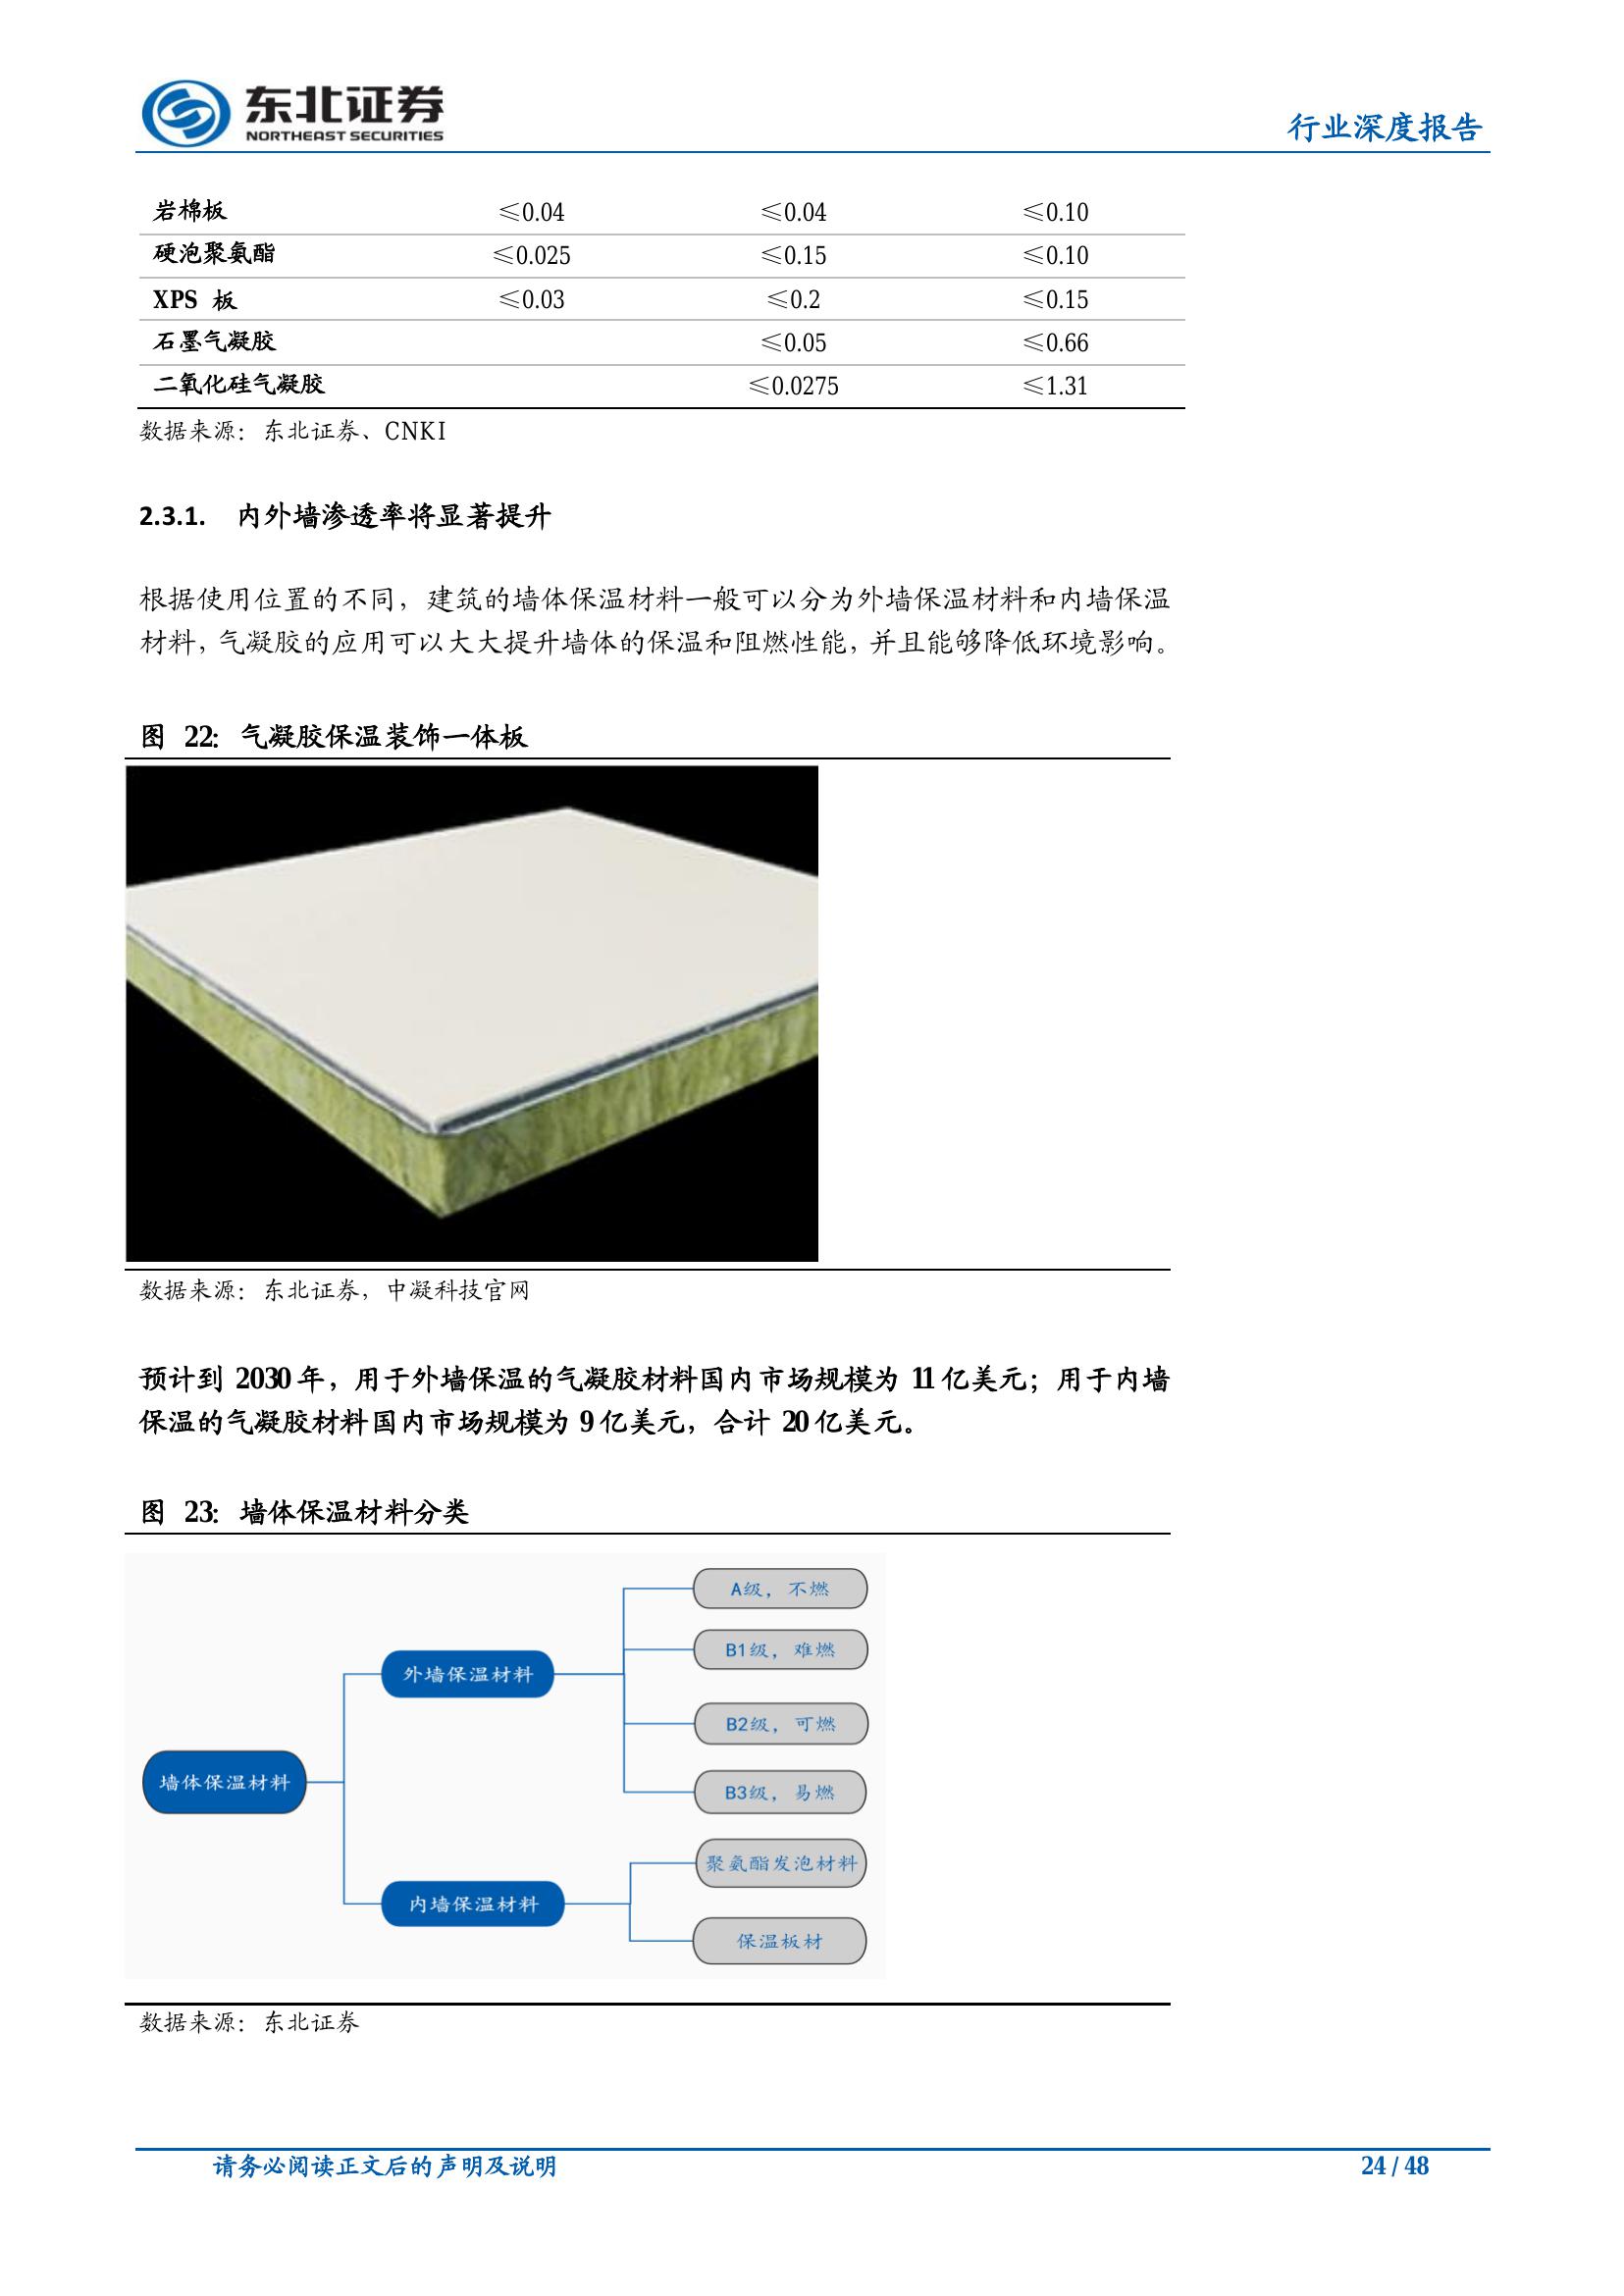 东北证券
NORTHEAST SECURITIES
行业深度报告
岩棉板 ≤0.04 ≤0.04 ≤0.10
硬泡聚氨酯 ≤0.025 ≤0.15 ≤0.10
XPS 板 ≤0.03 ≤0.2 ≤0.15
石墨气凝胶 ≤0.05 ≤0.66
二氧化硅气凝胶 ≤0.0275 ≤1.31
数据来源：东北证券、CNKI
2.3.1. 内外墙渗透率将显著提升
根据使用位置的不同，建筑的墙体保温材料一般可以分为外墙保温材料和内墙保温
材料，气凝胶的应用可以大大提升墙体的保温和阻燃性能，并且能够降低环境影响。
图 22：气凝胶保温装饰一体板
数据来源：东北证券，中凝科技官网
预计到 2030 年，用于外墙保温的气凝胶材料国内市场规模为 11 亿美元；用于内墙
保温的气凝胶材料国内市场规模为 9 亿美元，合计 20 亿美元。
图 23：墙体保温材料分类
墙体保温材料
外墙保温材料
A级，不燃
B1级，难燃
B2级，可燃
B3级，易燃
内墙保温材料
聚氨酯发泡材料
保温板材
数据来源：东北证券
请务必阅读正文后的声明及说明
24 / 48